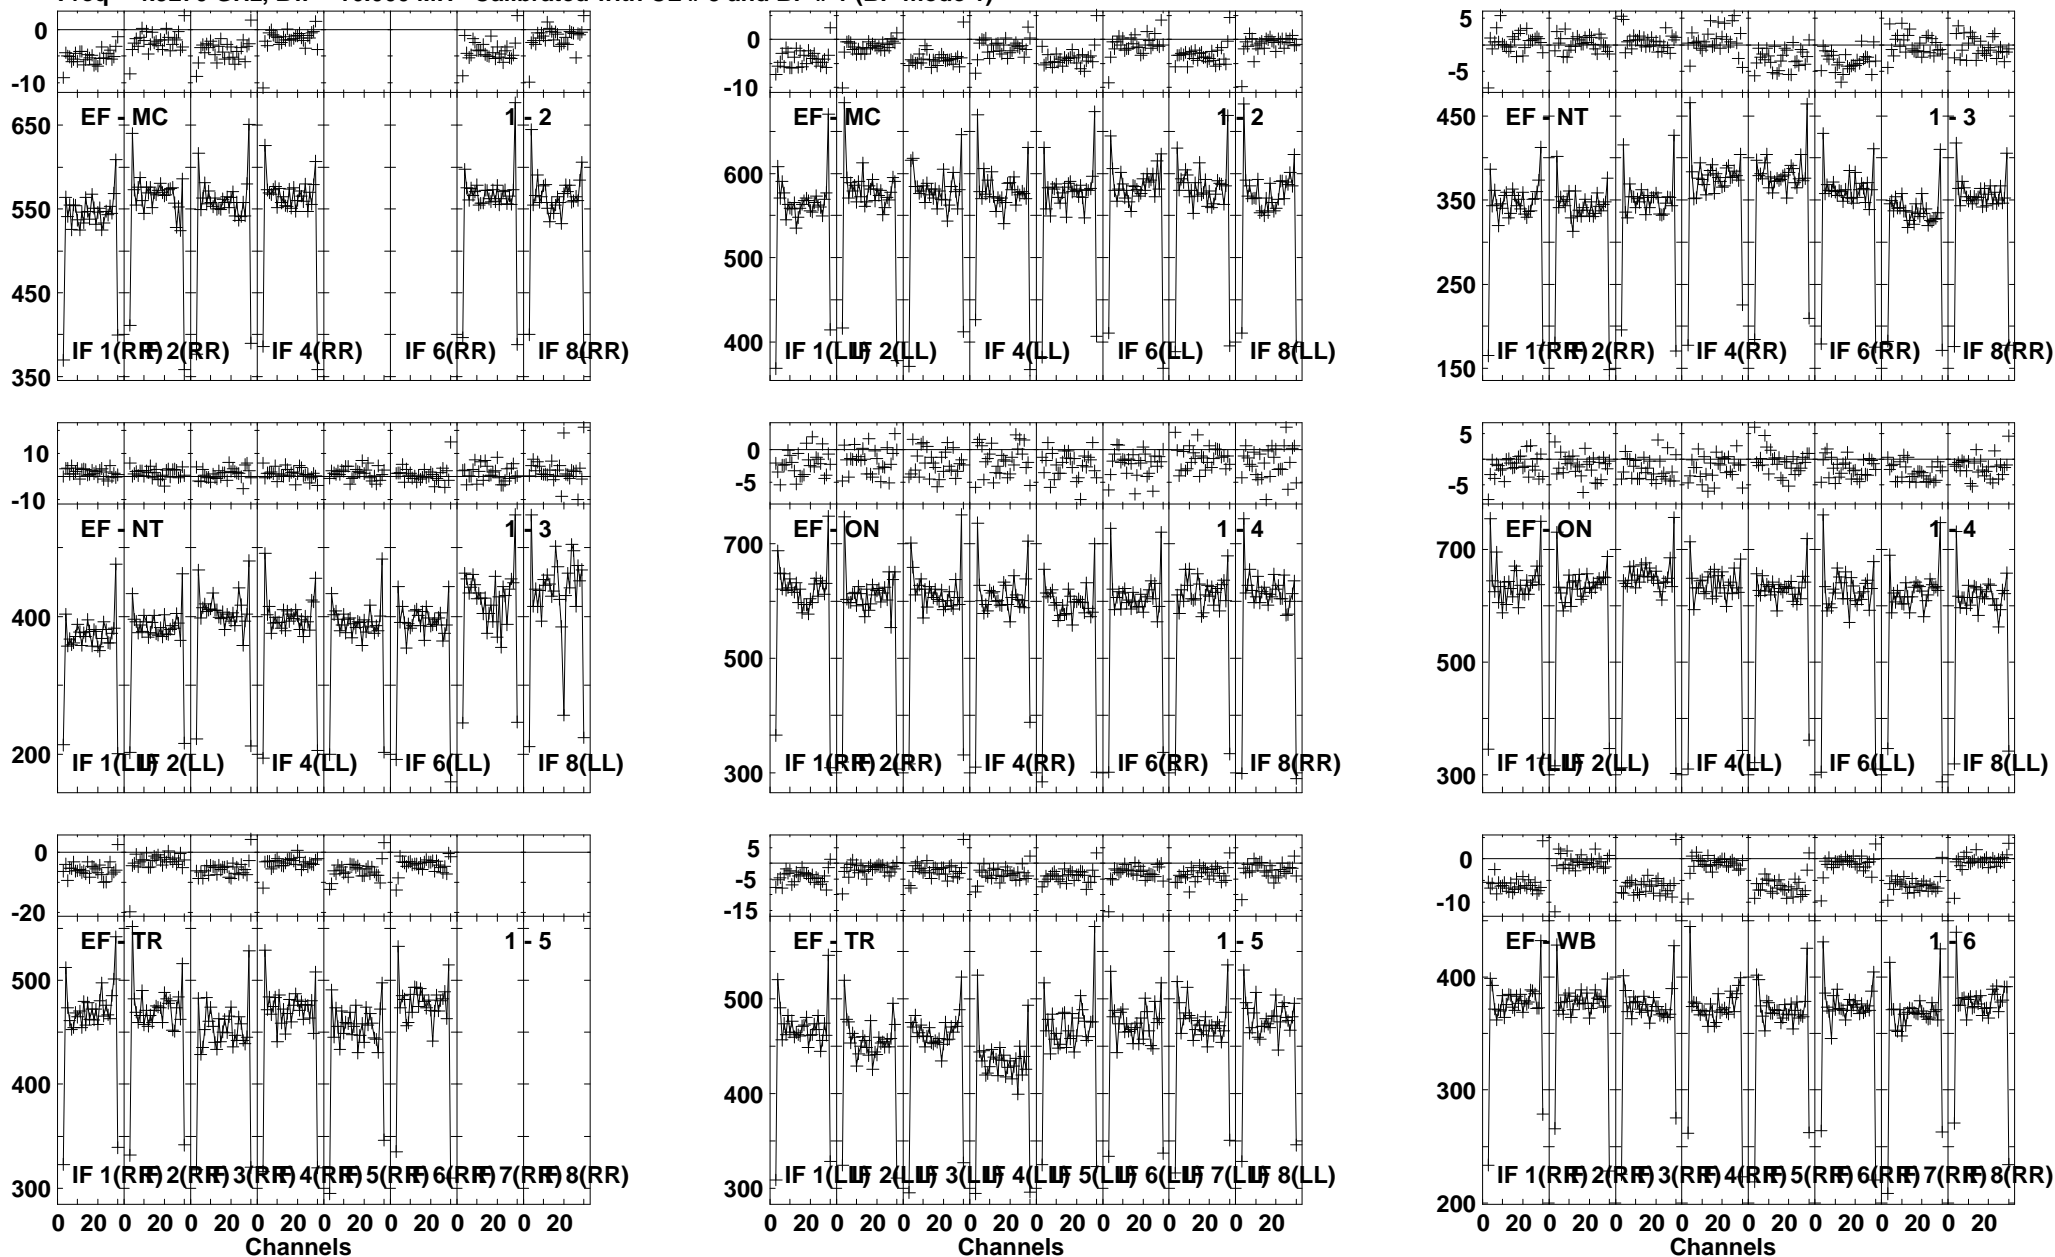 0 0 5
-10 -10 -5
EF - MC 1 - 2 EF - MC 1 - 2 EF - NT 1 - 3
650 600 450
550 500 350
450 400 250
350 150
IF 1(RR) IF 2(RR) IF 4(RR) IF 6(RR) IF 8(RR) IF 1(LL) IF 2(LL) IF 4(LL) IF 6(LL) IF 8(LL) IF 1(RR) IF 2(RR) IF 4(RR) IF 6(RR) IF 8(RR)
10 0 5
-10 -5 -5
EF - NT 1 - 3 EF - ON 1 - 4 EF - ON 1 - 4
400 700 700
200 500 500
300 300
IF 1(LL) IF 2(LL) IF 4(LL) IF 6(LL) IF 8(LL) IF 1(RR) IF 2(RR) IF 4(RR) IF 6(RR) IF 8(RR) IF 1(LL) IF 2(LL) IF 4(LL) IF 6(LL) IF 8(LL)
0 5 0
-20 -5 -10
-15
EF - TR 1 - 5 EF - TR 1 - 5 EF - WB 1 - 6
500 500 400
400 400 300
300 300 200
IF 1(RR) IF 2(RR) IF 3(RR) IF 4(RR) IF 5(RR) IF 6(RR) IF 7(RR) IF 8(RR) IF 1(LL) IF 2(LL) IF 3(LL) IF 4(LL) IF 5(LL) IF 6(LL) IF 7(LL) IF 8(LL) IF 1(RR) IF 2(RR) IF 3(RR) IF 4(RR) IF 5(RR) IF 6(RR) IF 7(RR) IF 8(RR)
0 20 0 20 0 20 0 20 0 20 0 20 0 20 0 20 0 20 0 20 0 20 0 20 0 20 0 20 0 20 0 20 0 20 0 20 0 20 0 20 0 20 0 20 0 20 0 20
Channels Channels Channels